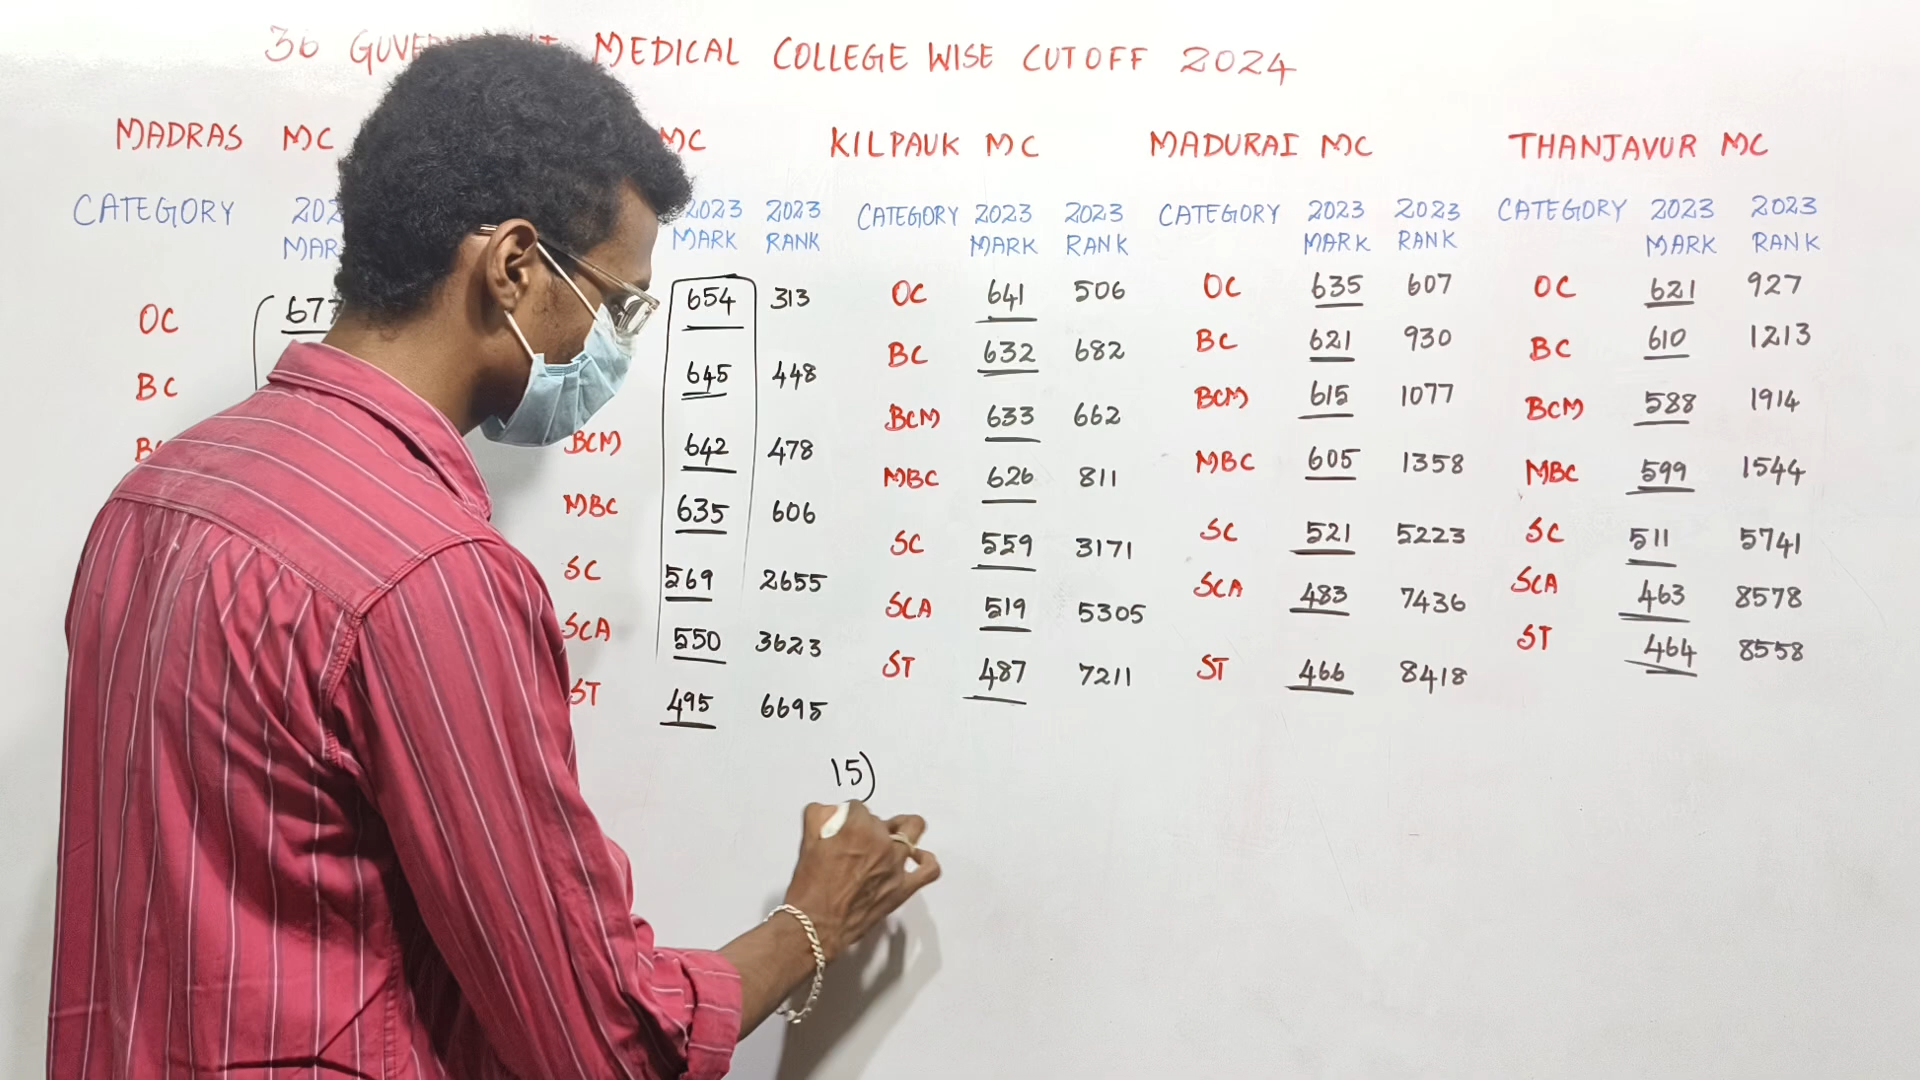 36 MEDICAL COLLEGE WISE CUTOFF 2024
MADRAS MC
CATEGORY
OC
BC
MC
2023 MARK 2023 RANK
654 313
645 448
BCM 642 478
MBC 635 606
SC 569 2655
SCA 550 3623
ST 495 6695
KILPAUK MC
CATEGORY 2023 MARK 2023 RANK
OC 641 506
BC 632 682
BCM 633 662
MBC 626 811
SC 559 3171
SCA 519 5305
ST 487 7211
MADURAI MC
CATEGORY 2023 MARK 2023 RANK
OC 635 607
BC 621 930
BCM 615 1077
MBC 605 1358
SC 521 5223
SCA 483 7436
ST 466 8418
THANJAVUR MC
CATEGORY 2023 MARK 2023 RANK
OC 621 927
BC 610 1213
BCM 588 1914
MBC 599 1544
SC 511 5741
SCA 463 8578
ST 464 8558
15)